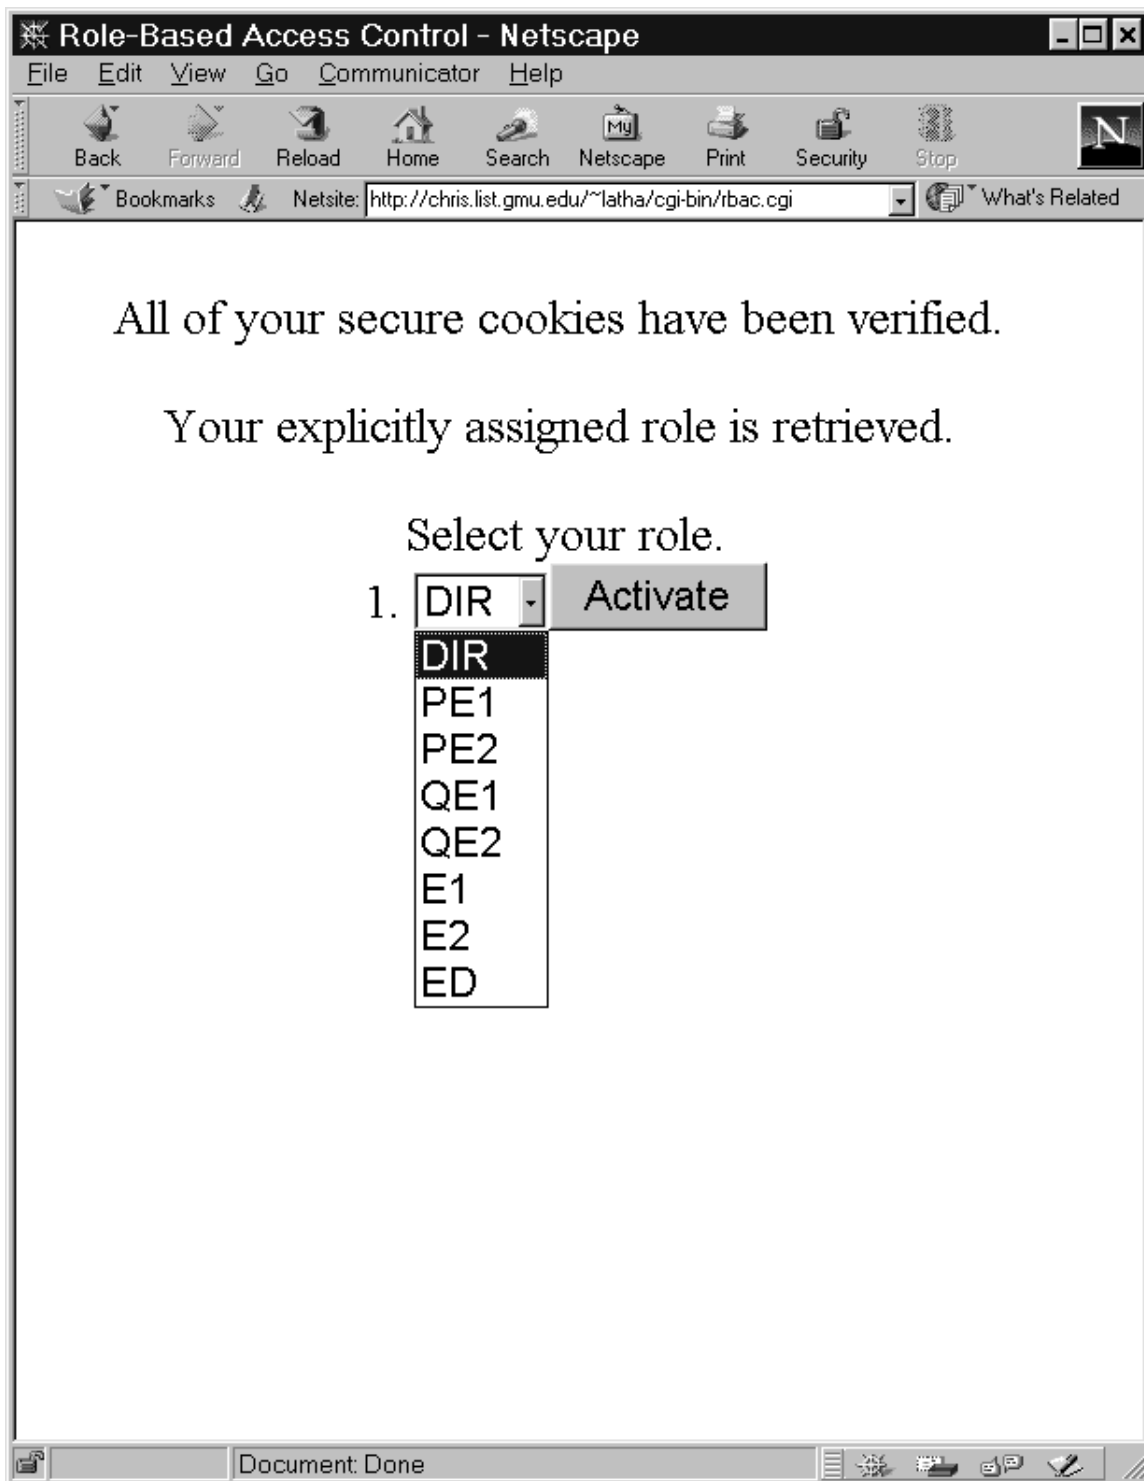 Role-Based Access Control - Netscape
File Edit View Go Communicator Help
My
N
Back Forward Reload Home Search Netscape Print Security Stop
Bookmarks Netsite: http://chris.list.gmu.edu/~latha/cgi-bin/rbac.cgi What's Related
All of your secure cookies have been verified.
Your explicitly assigned role is retrieved.
Select your role.
1. DIR Activate
DIR
PE1
PE2
QE1
QE2
E1
E2
ED
Document: Done